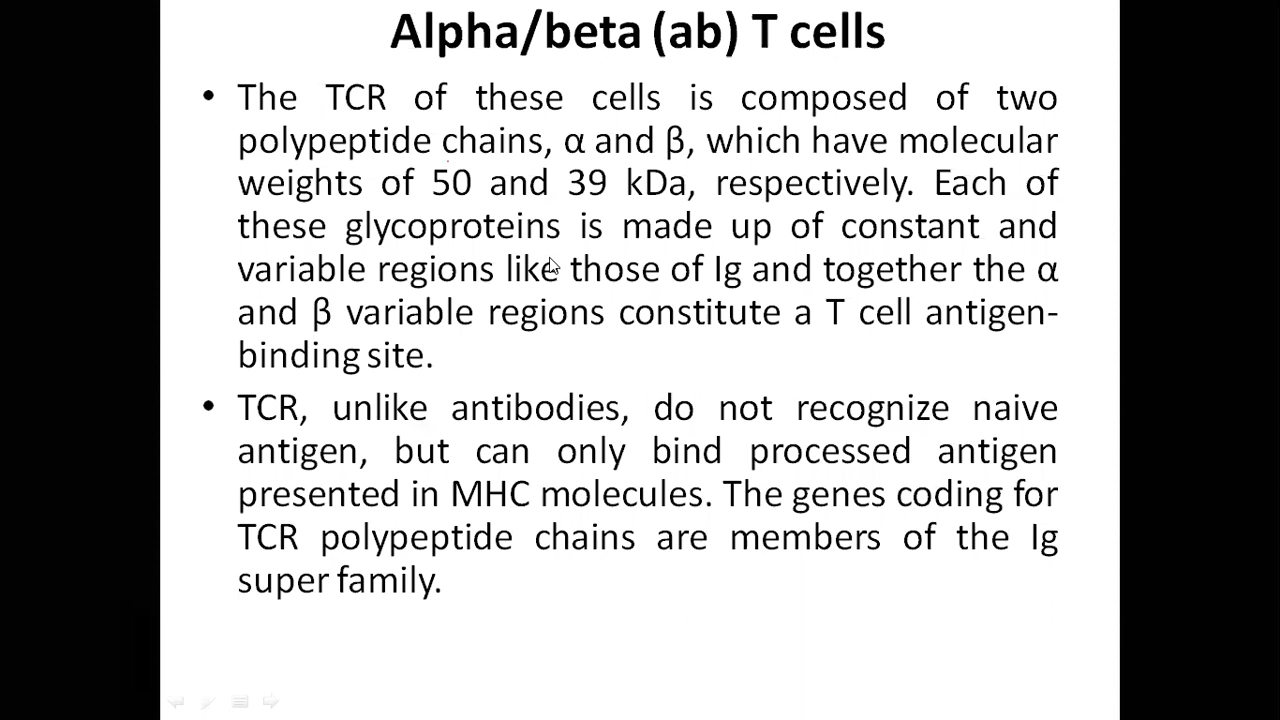 Alpha/beta (ab) T cells
• The TCR of these cells is composed of two
polypeptide chains, α and β, which have molecular
weights of 50 and 39 kDa, respectively. Each of
these glycoproteins is made up of constant and
variable regions like those of Ig and together the α
and β variable regions constitute a T cell antigen-
binding site.
• TCR, unlike antibodies, do not recognize naive
antigen, but can only bind processed antigen
presented in MHC molecules. The genes coding for
TCR polypeptide chains are members of the Ig
super family.